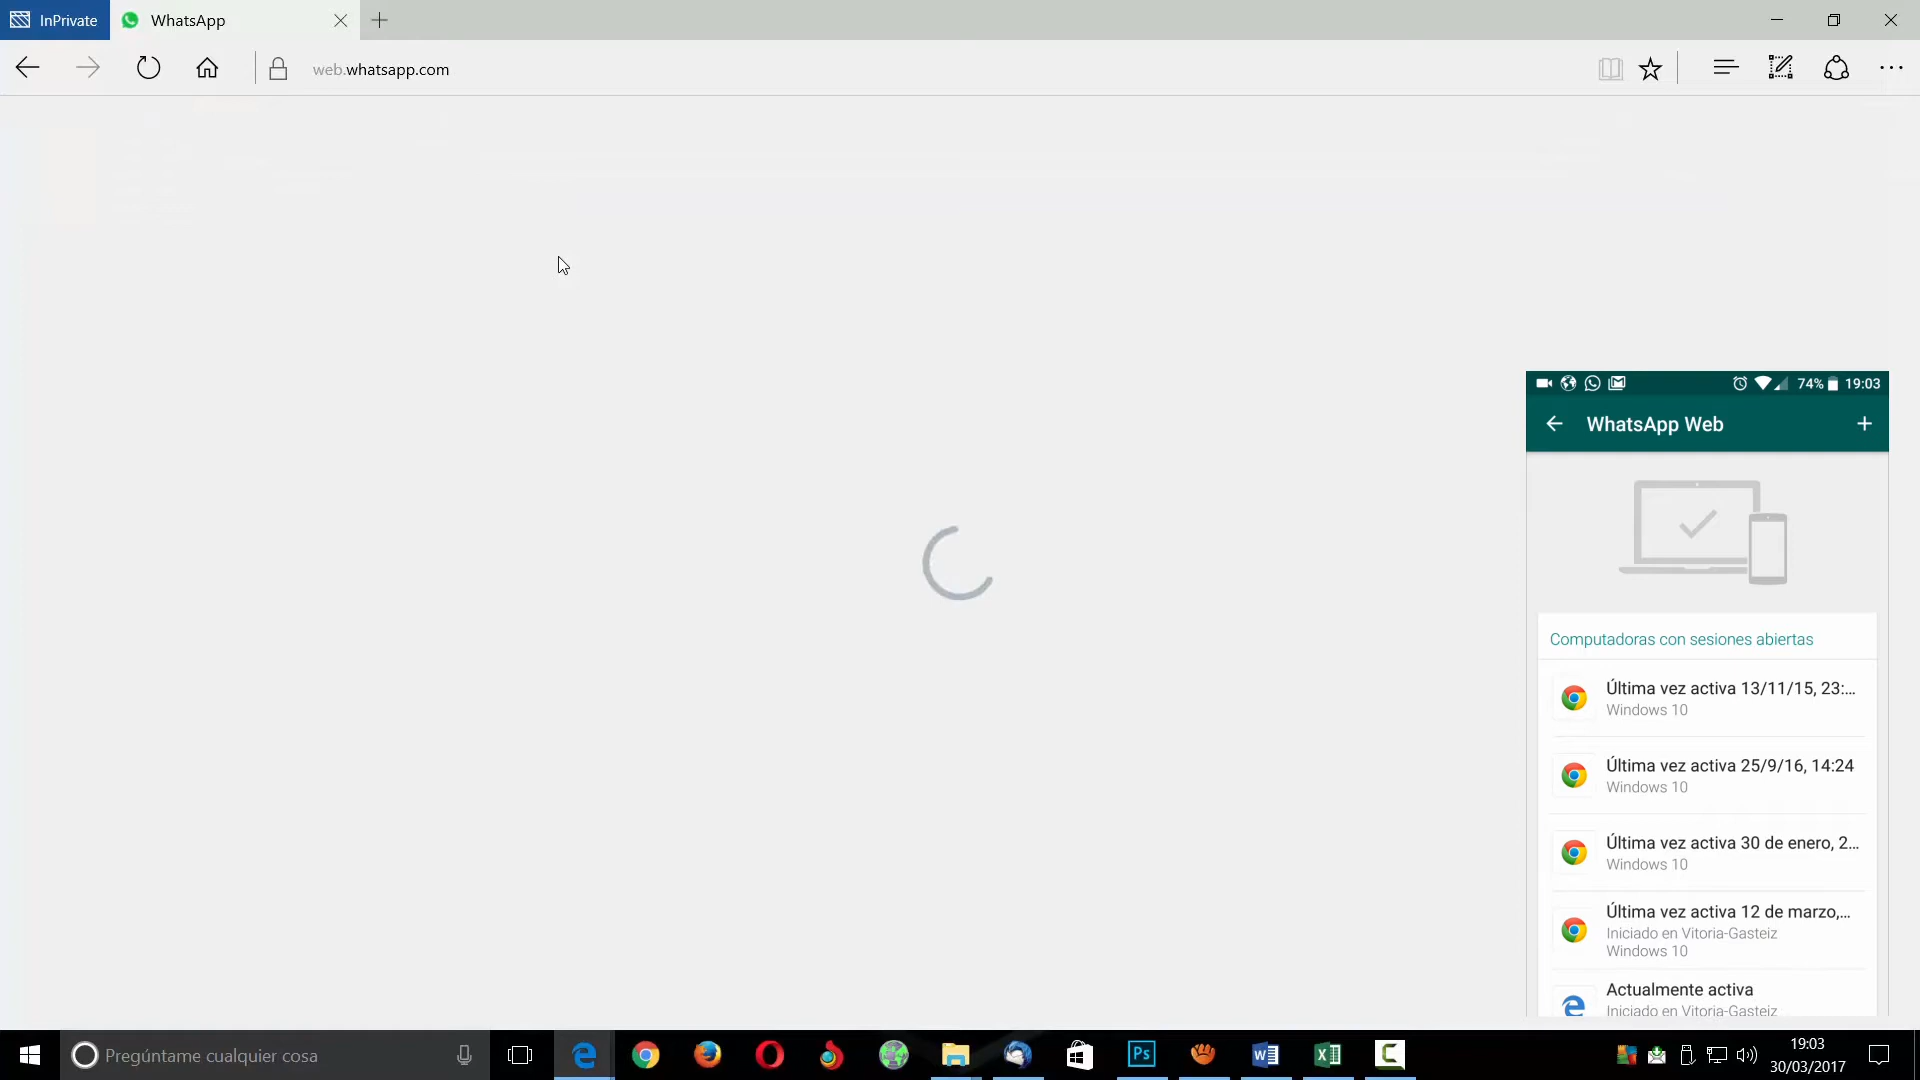 InPrivate
WhatsApp
web.whatsapp.com
74% 19:03
WhatsApp Web
Computadoras con sesiones abiertas
Última vez activa 13/11/15, 23:...
Windows 10
Última vez activa 25/9/16, 14:24
Windows 10
Última vez activa 30 de enero, 2...
Windows 10
Última vez activa 12 de marzo,...
Iniciado en Vitoria-Gasteiz
Windows 10
Actualmente activa
Iniciado en Vitoria-Gasteiz
Pregúntame cualquier cosa
Ps
19:03
30/03/2017